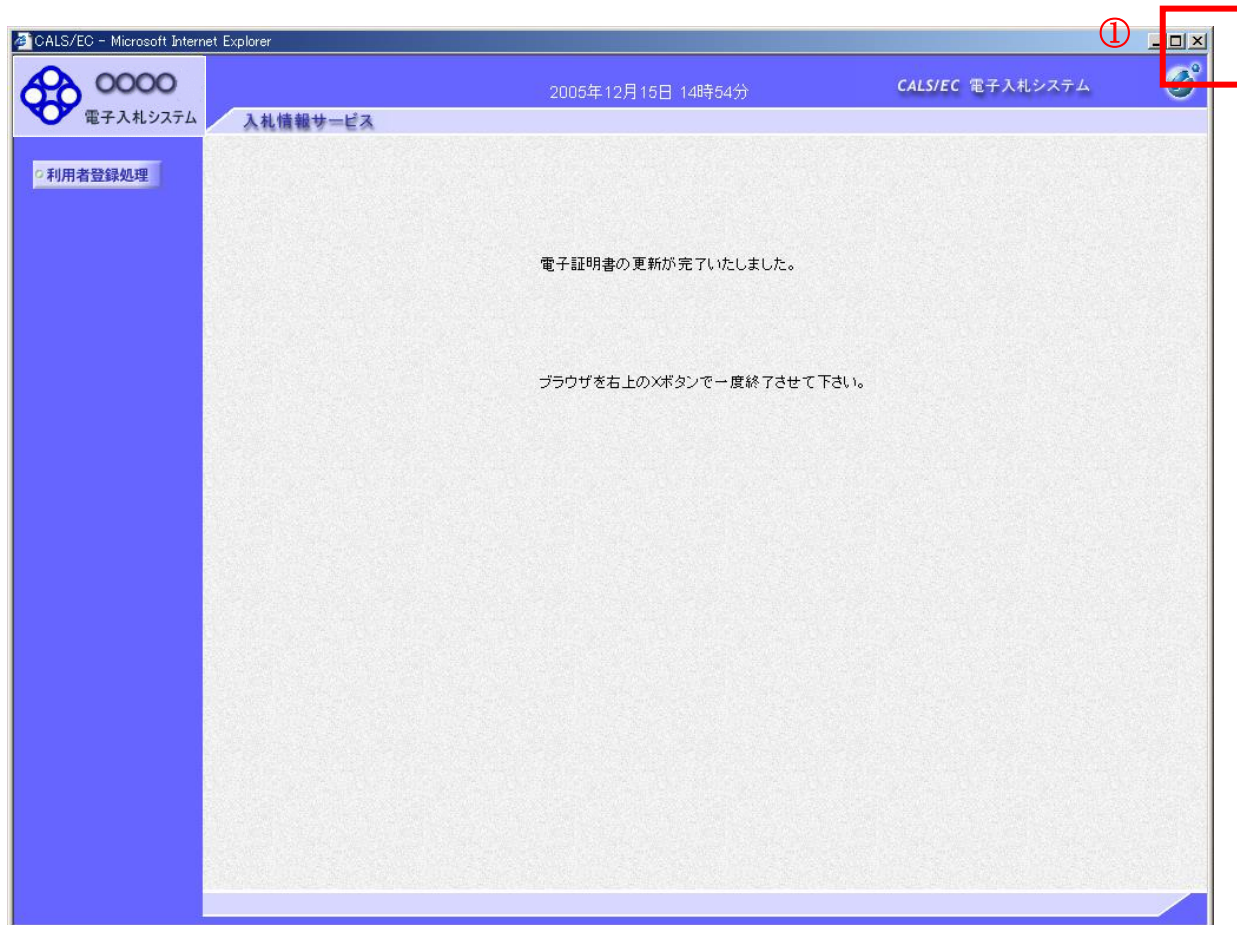 CALS/EC - Microsoft Internet Explorer
①
○○○○
電子入札システム
2005年12月15日 14時54分
CALS/EC 電子入札システム
入札情報サービス
利用者登録処理
電子証明書の更新が完了いたしました。
ブラウザを右上の×ボタンで一度終了させて下さい。